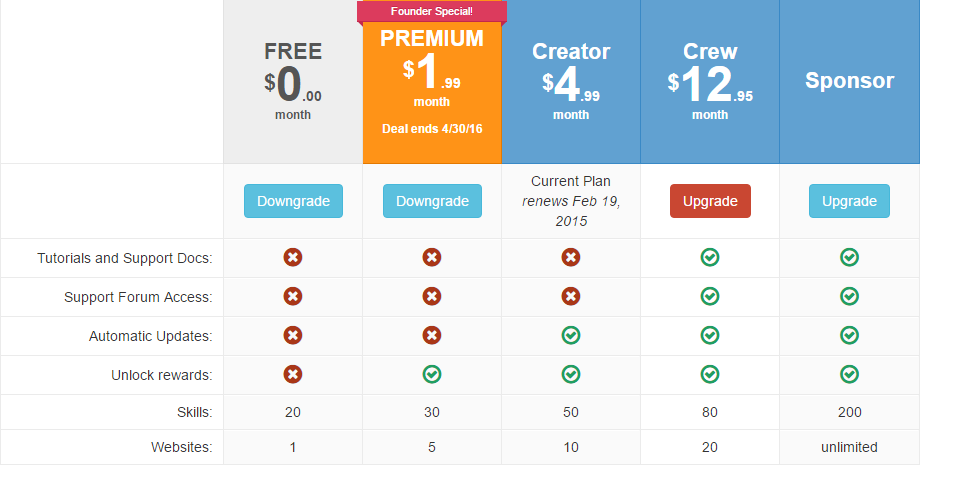 Founder Special!
FREE
$0.00
month
PREMIUM
$1.99
month
Deal ends 4/30/16
Creator
$4.99
month
Crew
$12.95
month
Sponsor
Downgrade
Downgrade
Current Plan
renews Feb 19,
2015
Upgrade
Upgrade
Tutorials and Support Docs:
Support Forum Access:
Automatic Updates:
Unlock rewards:
Skills: 20 30 50 80 200
Websites: 1 5 10 20 unlimited